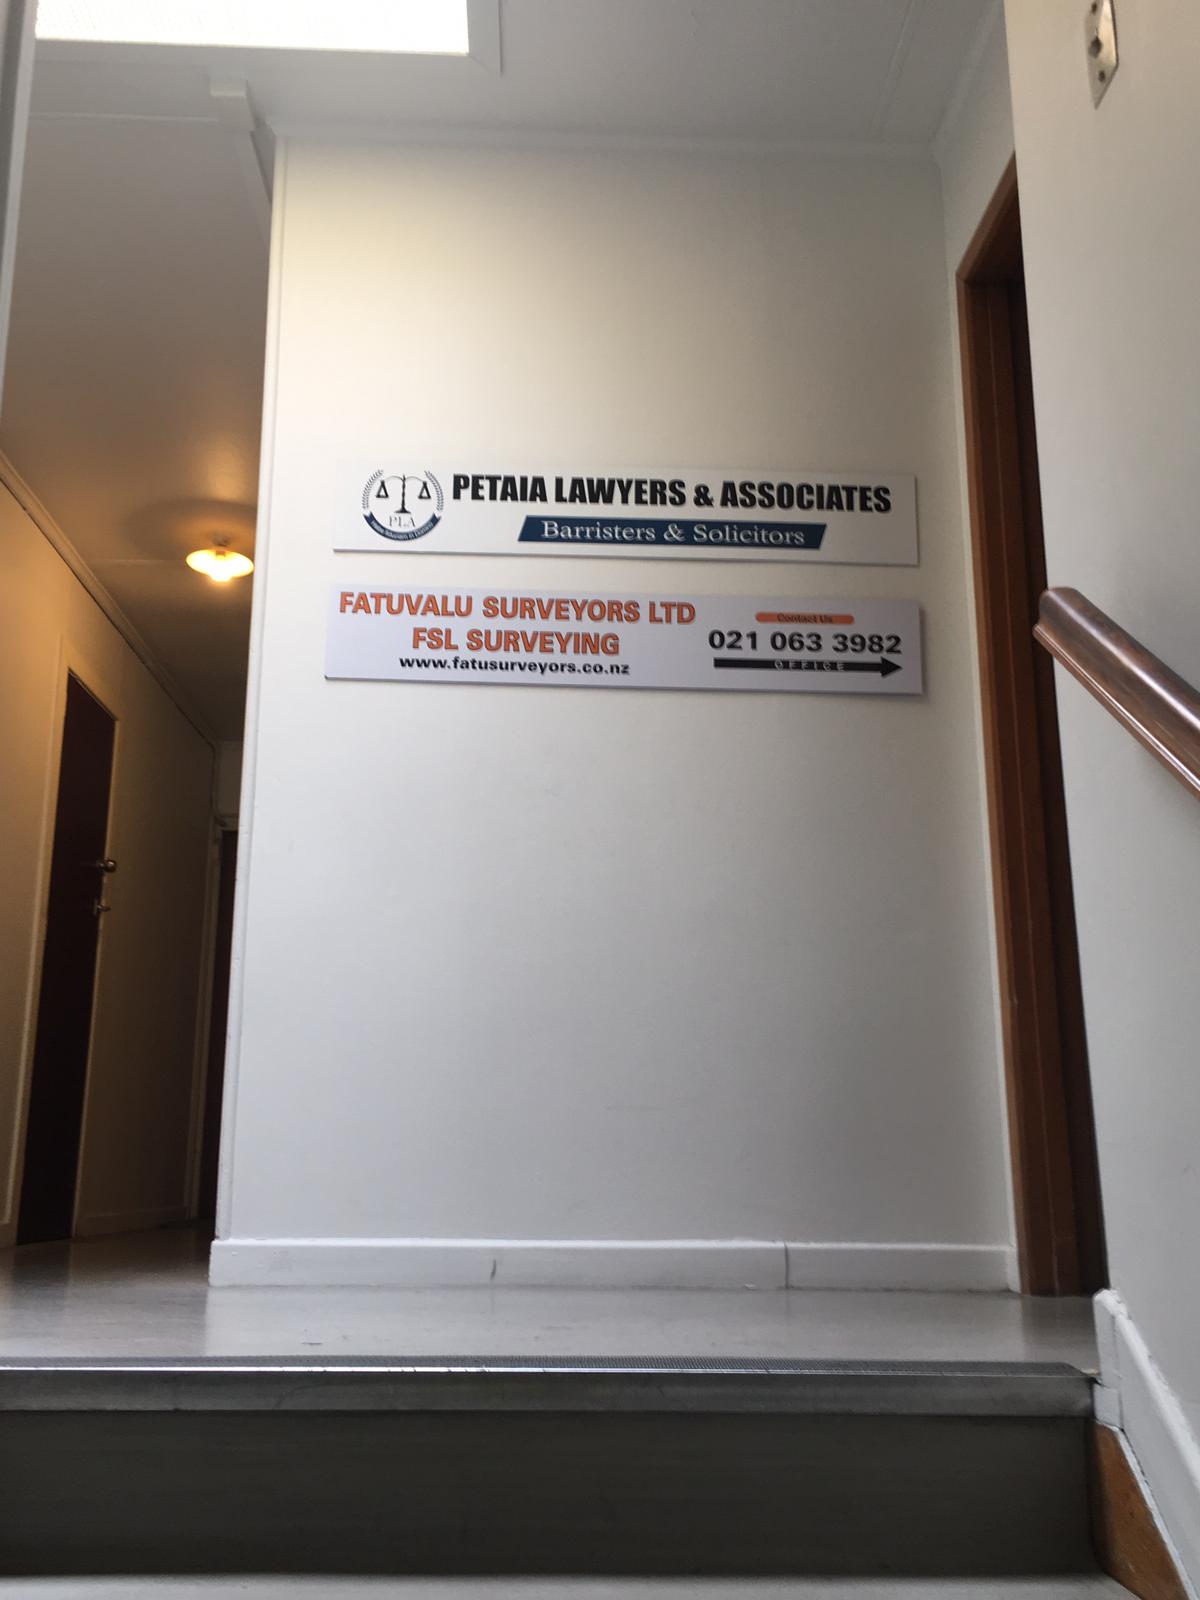 PETAIA LAWYERS & ASSOCIATES
Barristers & Solicitors
PLA
FATUVALU SURVEYORS LTD
FSL SURVEYING
www.fatusurveyors.co.nz
Contact Us
021 063 3982
OFFICE